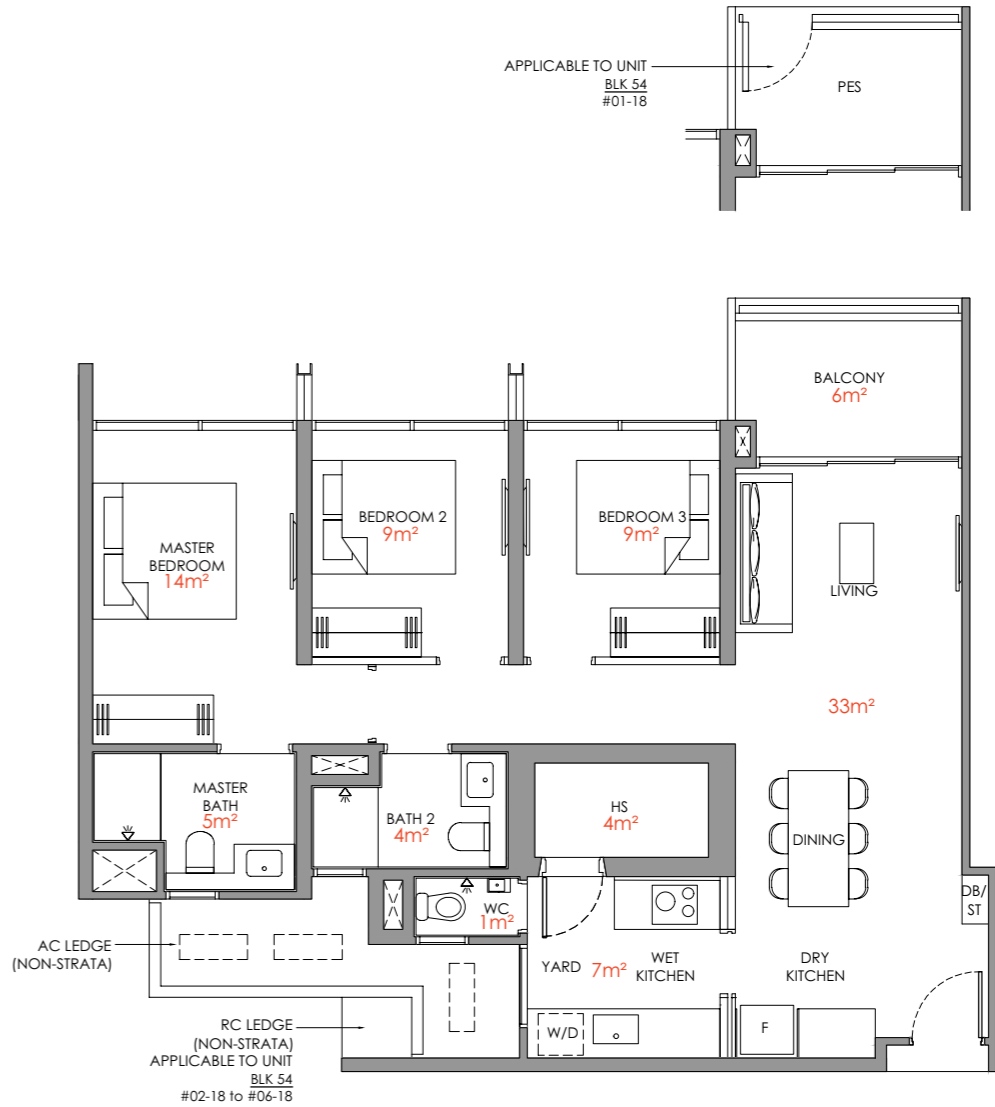 APPLICABLE TO UNIT
BLK 54
#01-18
PES
BALCONY
6m²
MASTER
BEDROOM
14m²
BEDROOM 2
9m²
BEDROOM 3
9m²
LIVING
33m²
MASTER
BATH
5m²
BATH 2
4m²
HS
4m²
DINING
WC
1m²
DB/
ST
AC LEDGE
(NON-STRATA)
YARD
7m²
WET
KITCHEN
DRY
KITCHEN
W/D
F
RC LEDGE
(NON-STRATA)
APPLICABLE TO UNIT
BLK 54
#02-18 to #06-18